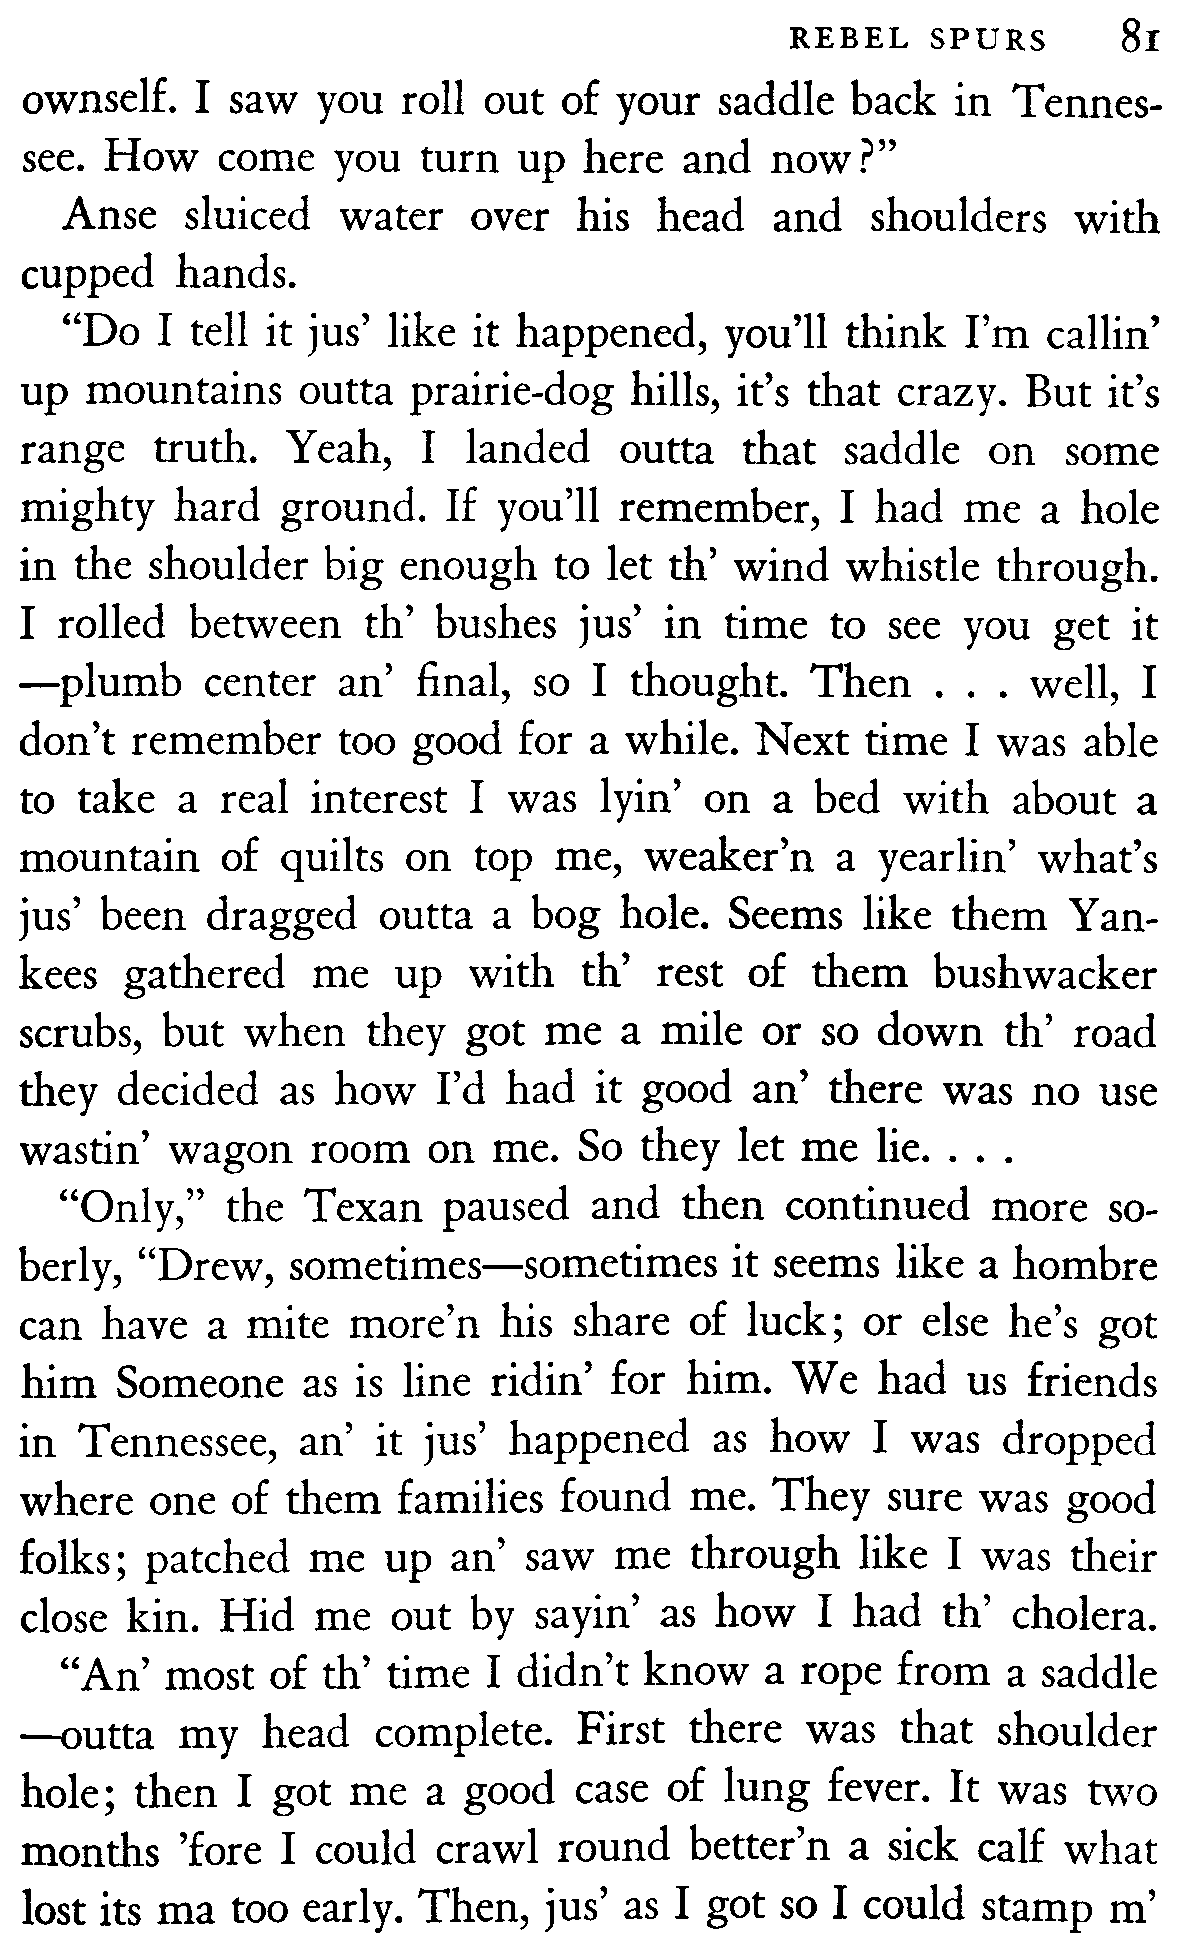 REBEL SPURS 81
ownself. I saw you roll out of your saddle back in Tennes-
see. How come you turn up here and now?”
Anse sluiced water over his head and shoulders with
cupped hands.
“Do I tell it jus’ like it happened, you’ll think I’m callin’
up mountains outta prairie-dog hills, it’s that crazy. But it’s
range truth. Yeah, I landed outta that saddle on some
mighty hard ground. If you’ll remember, I had me a hole
in the shoulder big enough to let th’ wind whistle through.
I rolled between th’ bushes jus’ in time to see you get it
—plumb center an’ final, so I thought. Then . . . well, I
don’t remember too good for a while. Next time I was able
to take a real interest I was lyin’ on a bed with about a
mountain of quilts on top me, weaker’n a yearlin’ what’s
jus’ been dragged outta a bog hole. Seems like them Yan-
kees gathered me up with th’ rest of them bushwacker
scrubs, but when they got me a mile or so down th’ road
they decided as how I’d had it good an’ there was no use
wastin’ wagon room on me. So they let me lie. . . .
“Only,” the Texan paused and then continued more so-
berly, “Drew, sometimes—sometimes it seems like a hombre
can have a mite more’n his share of luck; or else he’s got
him Someone as is line ridin’ for him. We had us friends
in Tennessee, an’ it jus’ happened as how I was dropped
where one of them families found me. They sure was good
folks; patched me up an’ saw me through like I was their
close kin. Hid me out by sayin’ as how I had th’ cholera.
“An’ most of th’ time I didn’t know a rope from a saddle
—outta my head complete. First there was that shoulder
hole; then I got me a good case of lung fever. It was two
months ’fore I could crawl round better’n a sick calf what
lost its ma too early. Then, jus’ as I got so I could stamp m’